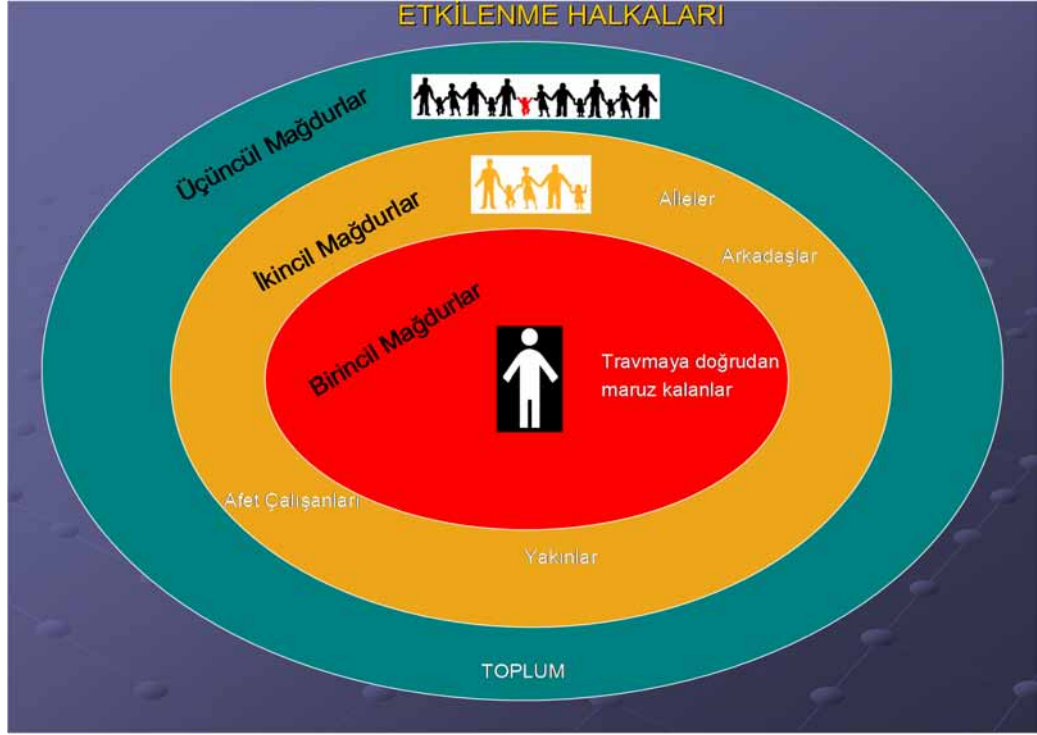 ETKİLENME HALKALARI
Üçüncül Mağdurlar
İkincil Mağdurlar
Aileler
Arkadaşlar
Birincil Mağdurlar
Travmaya doğrudan
maruz kalanlar
Afet Çalışanları
Yakınlar
TOPLUM